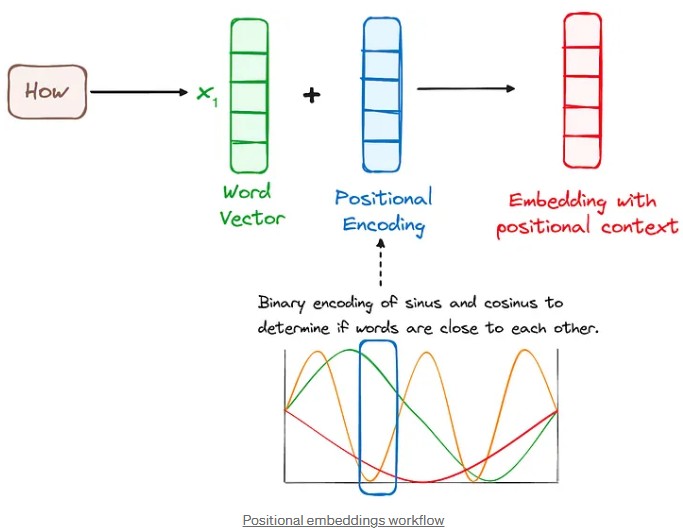 How
x1
+
Word
Vector
Positional
Encoding
Embedding with
positional context
Binary encoding of sinus and cosinus to
determine if words are close to each other.
Positional embeddings workflow